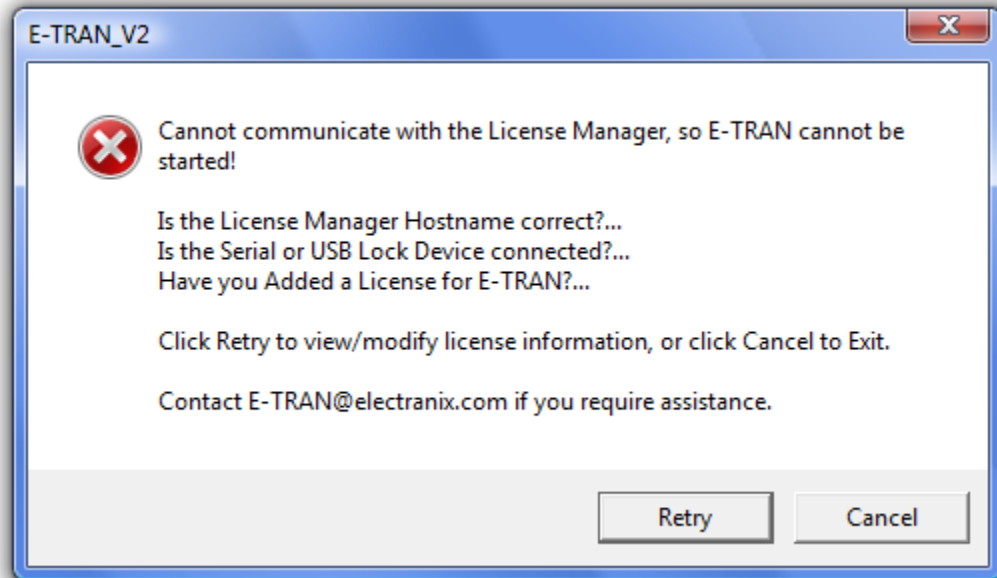 E-TRAN_V2
Cannot communicate with the License Manager, so E-TRAN cannot be
started!
Is the License Manager Hostname correct?...
Is the Serial or USB Lock Device connected?...
Have you Added a License for E-TRAN?...
Click Retry to view/modify license information, or click Cancel to Exit.
Contact E-TRAN@electranix.com if you require assistance.
Retry
Cancel